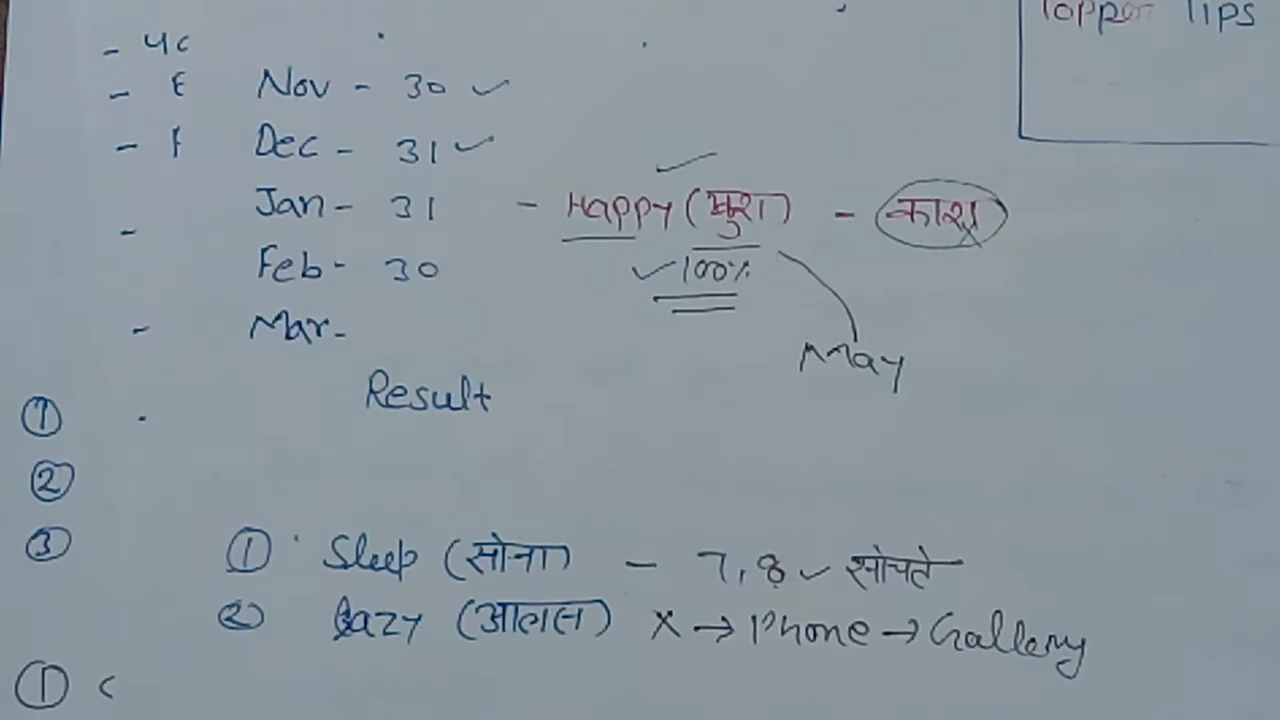 Topper Tips
- 4c
- E Nov - 30 ✓
- F Dec - 31 ✓
Jan - 31 - Happy (खुश) - काश
- Feb - 30 ✓ 100%
- Mar -
May
Result
①
②
③ ① Sleep (सोना) - 7, 8 ✓ सोचते
② Lazy (आलस) X → Phone → Gallery
①